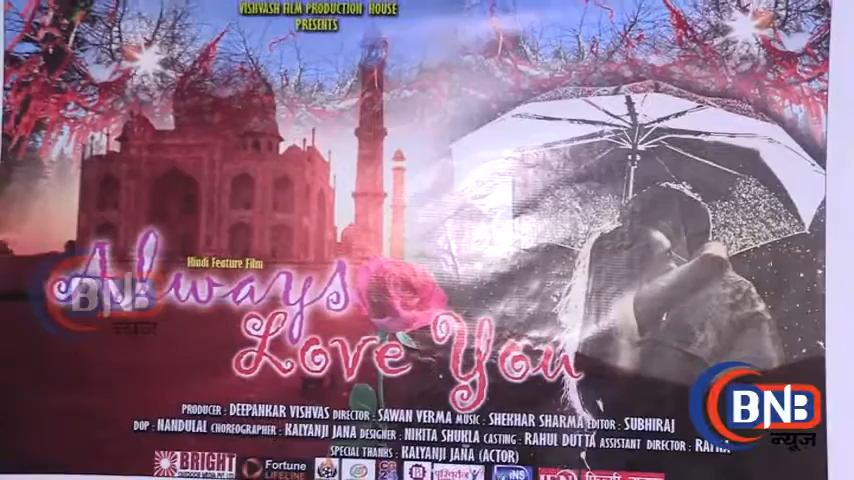 VISHVASH FILM PRODUCTION HOUSE
PRESENTS
Hindi Feature Film
Always
Love You
BNB
न्यूज
PRODUCER: DEEPANKAR VISHVAS DIRECTOR: SAWAN VERMA MUSIC: SHEKHAR SHARMA EDITOR: SUBHIRAJ
DOP: NANDULAL CHOREOGRAPHER: KALYANJI JANA DESIGNER: NIKITA SHUKLA CASTING: RAHUL DUTTA ASSISTANT DIRECTOR:
SPECIAL THANKS: KALYANJI JANA (ACTOR)
BRIGHT
Fortune
LIFELINE
iNS
BNB
न्यूज